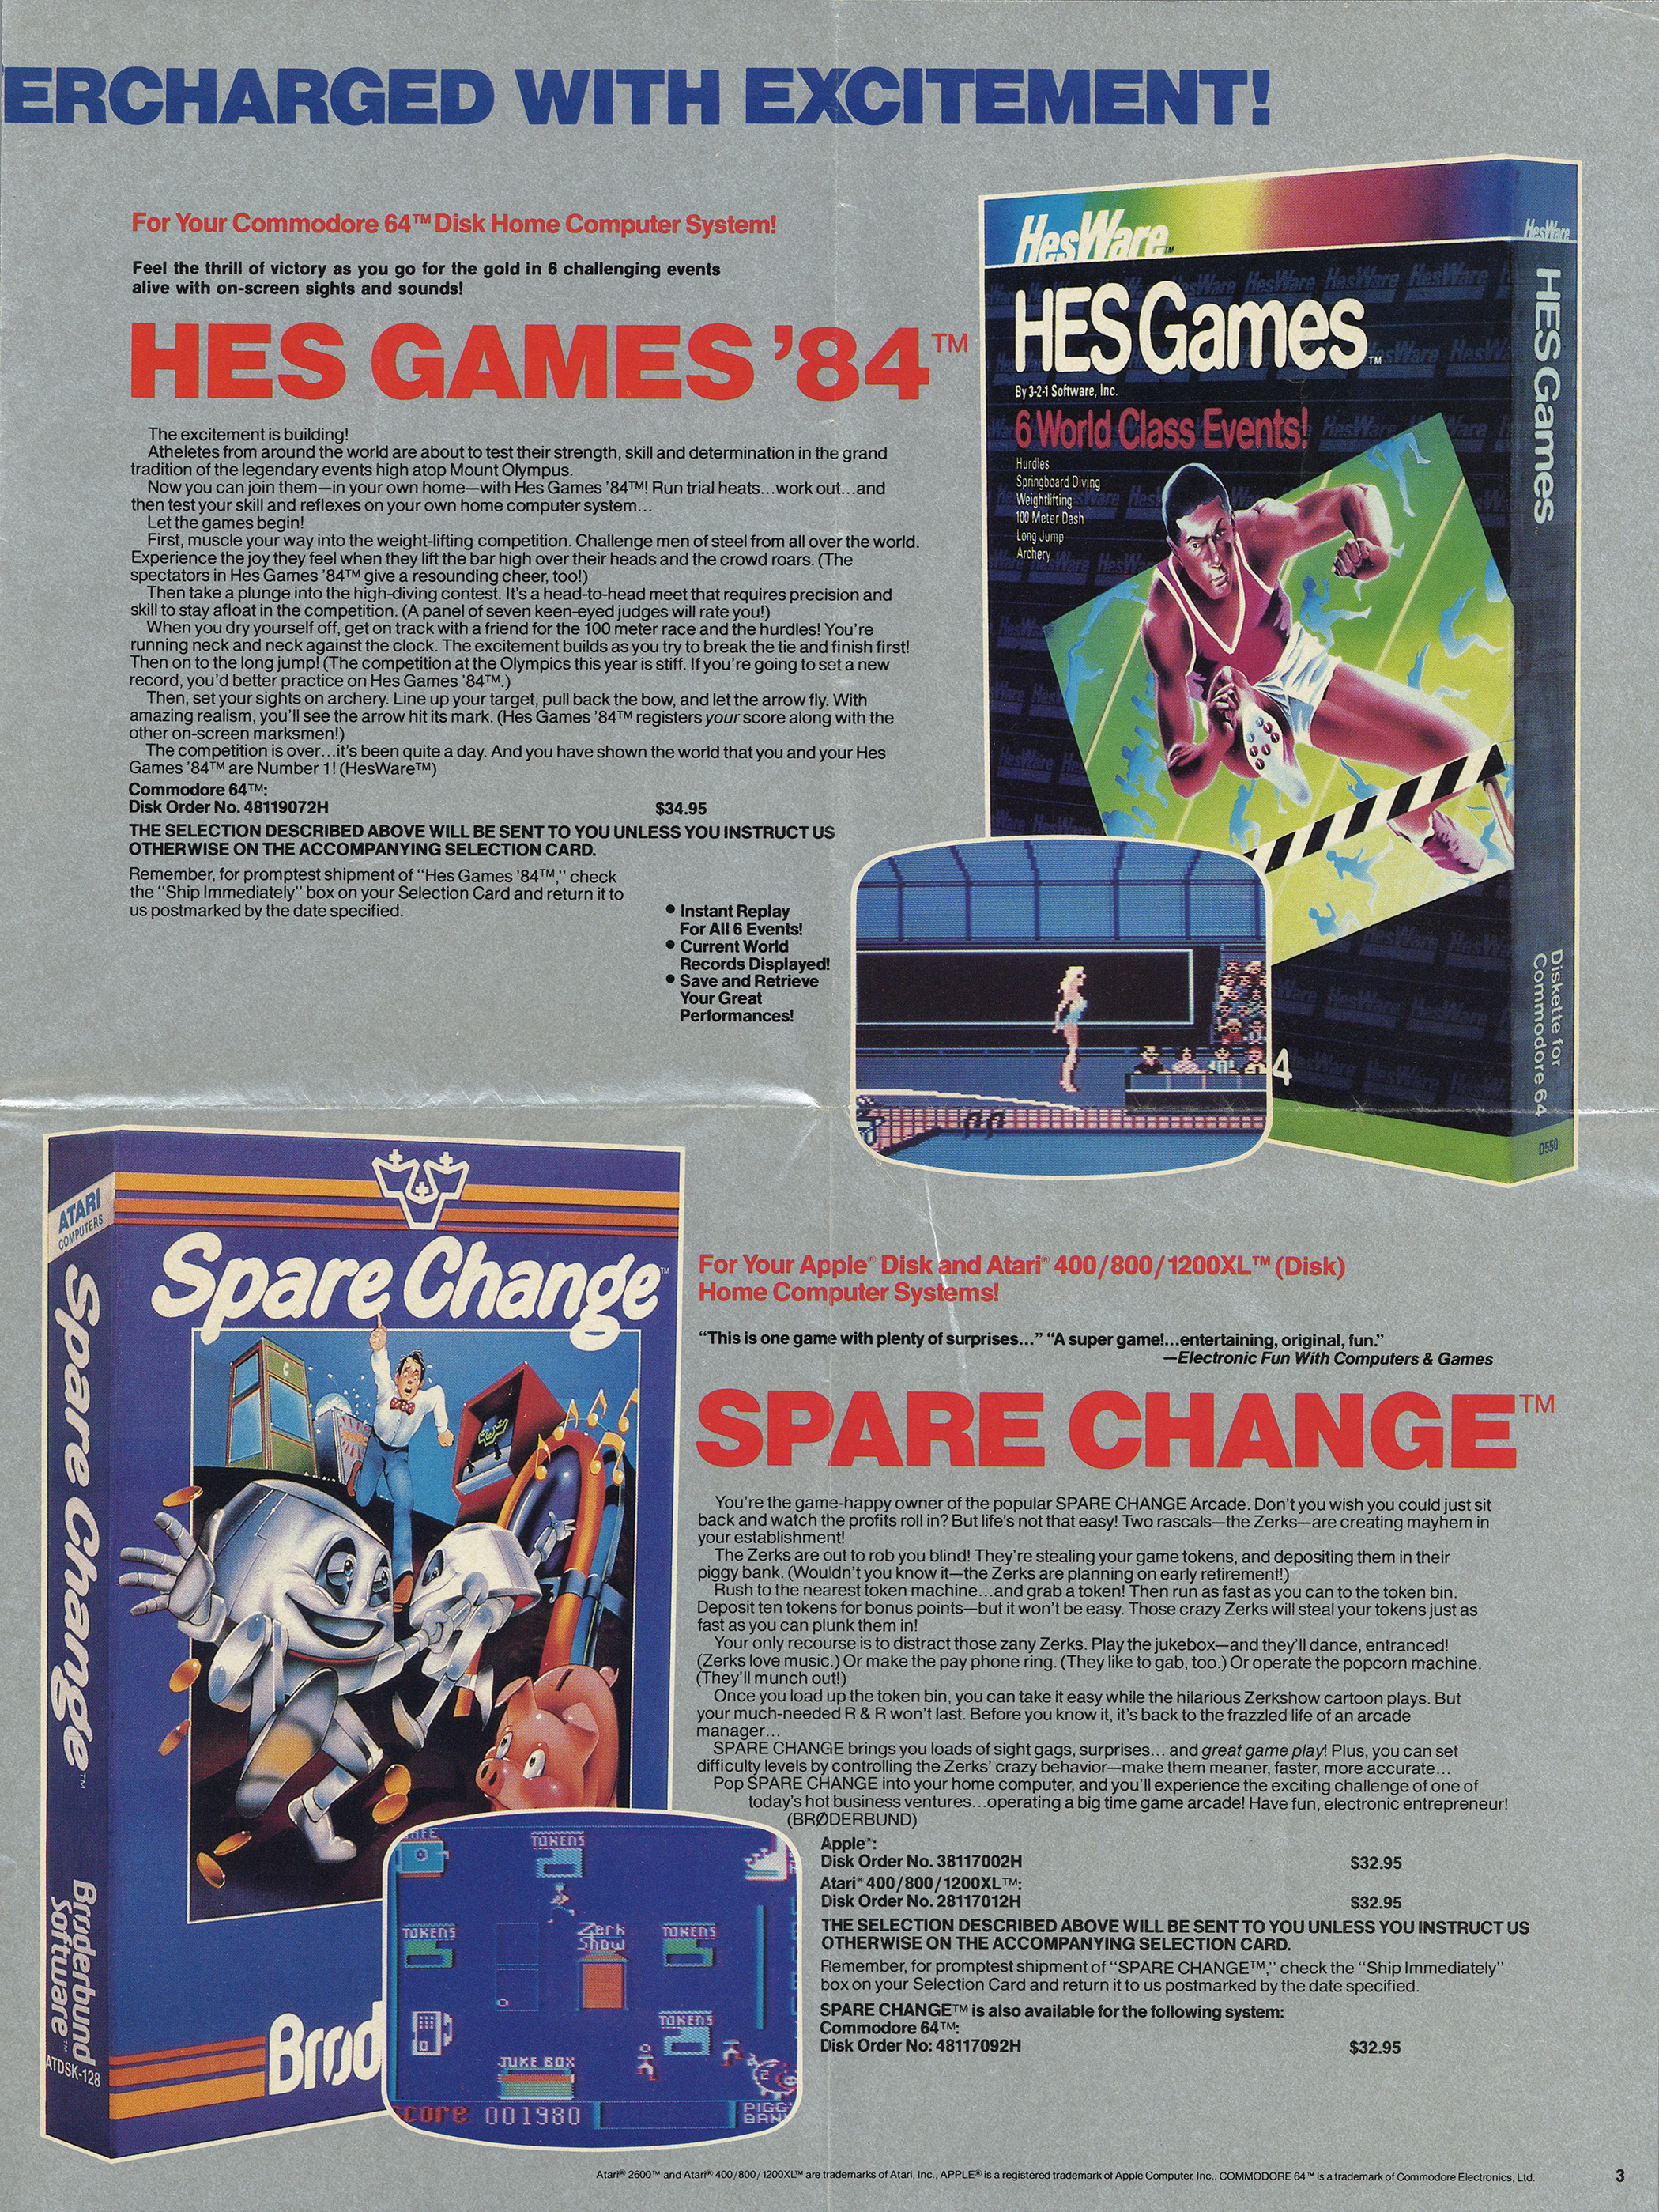 ERCHARGED WITH EXCITEMENT!
For Your Commodore 64™ Disk Home Computer System!
Feel the thrill of victory as you go for the gold in 6 challenging events
alive with on-screen sights and sounds!
HES GAMES '84™
The excitement is building!
Atheletes from around the world are about to test their strength, skill and determination in the grand
tradition of the legendary events high atop Mount Olympus.
Now you can join them—in your own home—with Hes Games '84™! Run trial heats...work out...and
then test your skill and reflexes on your own home computer system...
Let the games begin!
First, muscle your way into the weight-lifting competition. Challenge men of steel from all over the world.
Experience the joy they feel when they lift the bar high over their heads and the crowd roars. (The
spectators in Hes Games '84™ give a resounding cheer, too!)
Then take a plunge into the high-diving contest. It's a head-to-head meet that requires precision and
skill to stay afloat in the competition. (A panel of seven keen-eyed judges will rate you!)
When you dry yourself off, get on track with a friend for the 100 meter race and the hurdles! You're
running neck and neck against the clock. The excitement builds as you try to break the tie and finish first!
Then on to the long jump! (The competition at the Olympics this year is stiff. If you're going to set a new
record, you'd better practice on Hes Games '84™.)
Then, set your sights on archery. Line up your target, pull back the bow, and let the arrow fly. With
amazing realism, you'll see the arrow hit its mark. (Hes Games '84™ registers your score along with the
other on-screen marksmen!)
The competition is over...it's been quite a day. And you have shown the world that you and your Hes
Games '84™ are Number 1! (HesWare™)
Commodore 64™:
Disk Order No. 48119072H $34.95
THE SELECTION DESCRIBED ABOVE WILL BE SENT TO YOU UNLESS YOU INSTRUCT US
OTHERWISE ON THE ACCOMPANYING SELECTION CARD.
Remember, for promptest shipment of "Hes Games '84™," check
the "Ship Immediately" box on your Selection Card and return it to
us postmarked by the date specified.
• Instant Replay
For All 6 Events!
• Current World
Records Displayed!
• Save and Retrieve
Your Great
Performances!
HesWare™
HES Games™
By 3-2-1 Software, Inc.
6 World Class Events!
Hurdles
Springboard Diving
Weightlifting
100 Meter Dash
Long Jump
Archery
4
HesWare
HES Games
Diskette for
Commodore 64
D550
ATARI
COMPUTERS
Spare Change™
Brøderbund
Software™
ATDSK-128
Spare Change™
C
Brød
SAFE
TOKENS
TOKENS
Zerk
Show
TOKENS
TOKENS
JUKE BOX
score 001980
PIGGY
BANK
For Your Apple® Disk and Atari® 400/800/1200XL™ (Disk)
Home Computer Systems!
"This is one game with plenty of surprises..." "A super game!...entertaining, original, fun."
—Electronic Fun With Computers & Games
SPARE CHANGE™
You're the game-happy owner of the popular SPARE CHANGE Arcade. Don't you wish you could just sit
back and watch the profits roll in? But life's not that easy! Two rascals—the Zerks—are creating mayhem in
your establishment!
The Zerks are out to rob you blind! They're stealing your game tokens, and depositing them in their
piggy bank. (Wouldn't you know it—the Zerks are planning on early retirement!)
Rush to the nearest token machine...and grab a token! Then run as fast as you can to the token bin.
Deposit ten tokens for bonus points—but it won't be easy. Those crazy Zerks will steal your tokens just as
fast as you can plunk them in!
Your only recourse is to distract those zany Zerks. Play the jukebox—and they'll dance, entranced!
(Zerks love music.) Or make the pay phone ring. (They like to gab, too.) Or operate the popcorn machine.
(They'll munch out!)
Once you load up the token bin, you can take it easy while the hilarious Zerkshow cartoon plays. But
your much-needed R & R won't last. Before you know it, it's back to the frazzled life of an arcade
manager...
SPARE CHANGE brings you loads of sight gags, surprises... and great game play! Plus, you can set
difficulty levels by controlling the Zerks' crazy behavior—make them meaner, faster, more accurate...
Pop SPARE CHANGE into your home computer, and you'll experience the exciting challenge of one of
today's hot business ventures...operating a big time game arcade! Have fun, electronic entrepreneur!
(BRØDERBUND)
Apple®:
Disk Order No. 38117002H $32.95
Atari® 400/800/1200XL™:
Disk Order No. 28117012H $32.95
THE SELECTION DESCRIBED ABOVE WILL BE SENT TO YOU UNLESS YOU INSTRUCT US
OTHERWISE ON THE ACCOMPANYING SELECTION CARD.
Remember, for promptest shipment of "SPARE CHANGE™," check the "Ship Immediately"
box on your Selection Card and return it to us postmarked by the date specified.
SPARE CHANGE™ is also available for the following system:
Commodore 64™:
Disk Order No: 48117092H $32.95
Atari® 2600™ and Atari® 400/800/1200XL™ are trademarks of Atari, Inc., APPLE® is a registered trademark of Apple Computer, Inc., COMMODORE 64™ is a trademark of Commodore Electronics, Ltd.
3